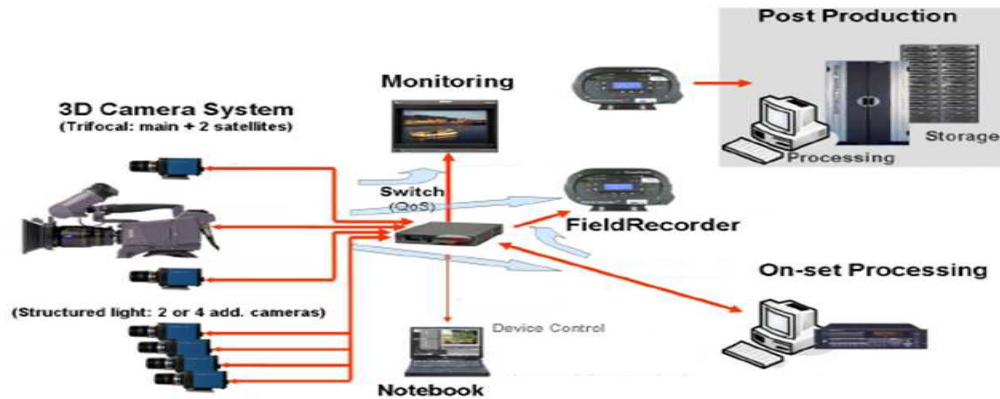 Post Production
Monitoring
3D Camera System
(Trifocal: main + 2 satellites)
Storage
Processing
Switch
(QoS)
FieldRecorder
On-set Processing
(Structured light: 2 or 4 add. cameras)
Device Control
Notebook